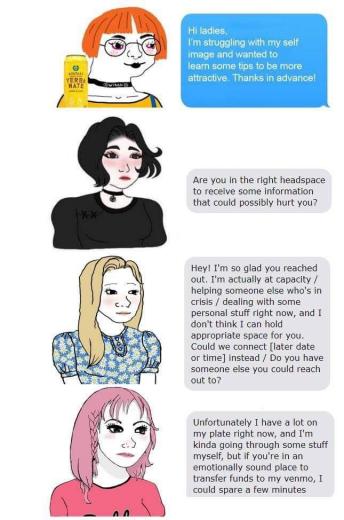 Hi ladies,
I'm struggling with my self
image and wanted to
learn some tips to be more
attractive. Thanks in advance!
YERBA
MATE
Are you in the right headspace
to receive some information
that could possibly hurt you?
Hey! I'm so glad you reached
out. I'm actually at capacity /
helping someone else who's in
crisis / dealing with some
personal stuff right now, and I
don't think I can hold
appropriate space for you.
Could we connect [later date
or time] instead / Do you have
someone else you could reach
out to?
Unfortunately I have a lot on
my plate right now, and I'm
kinda going through some stuff
myself, but if you're in an
emotionally sound place to
transfer funds to my venmo, I
could spare a few minutes